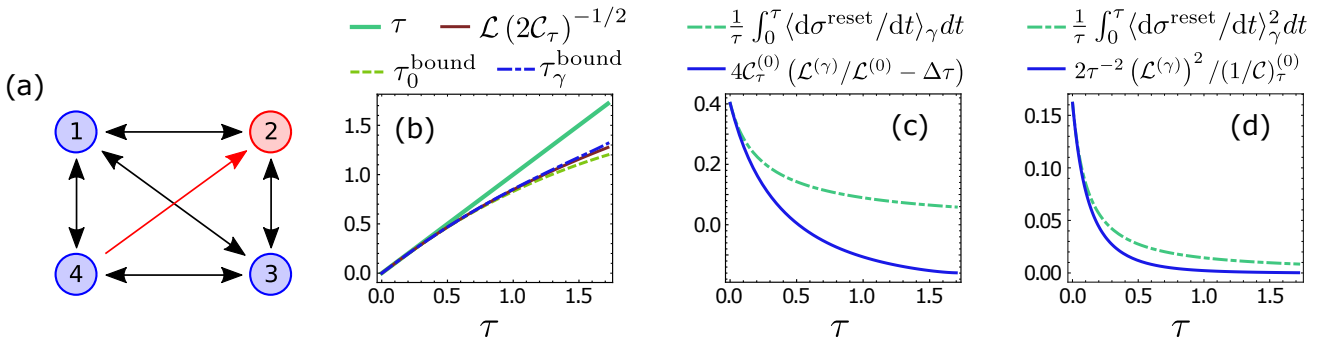 (a)
1
2
4
3
τ
ℒ (2𝒞_τ)^{−1/2}
τ_0^{bound}
τ_γ^{bound}
(b)
1.5
1.0
0.5
0.0
0.0 0.5 1.0 1.5
τ
\frac{1}{τ} ∫_0^τ ⟨dσ^{reset}/dt⟩_γ dt
4𝒞_τ^{(0)} (ℒ^{(γ)}/ℒ^{(0)} − Δτ)
(c)
0.4
0.2
0.0
0.0 0.5 1.0 1.5
τ
\frac{1}{τ} ∫_0^τ ⟨dσ^{reset}/dt⟩_γ^2 dt
2τ^{−2} (ℒ^{(γ)})^2 /(1/𝒞)_τ^{(0)}
(d)
0.15
0.10
0.05
0.00
0.0 0.5 1.0 1.5
τ